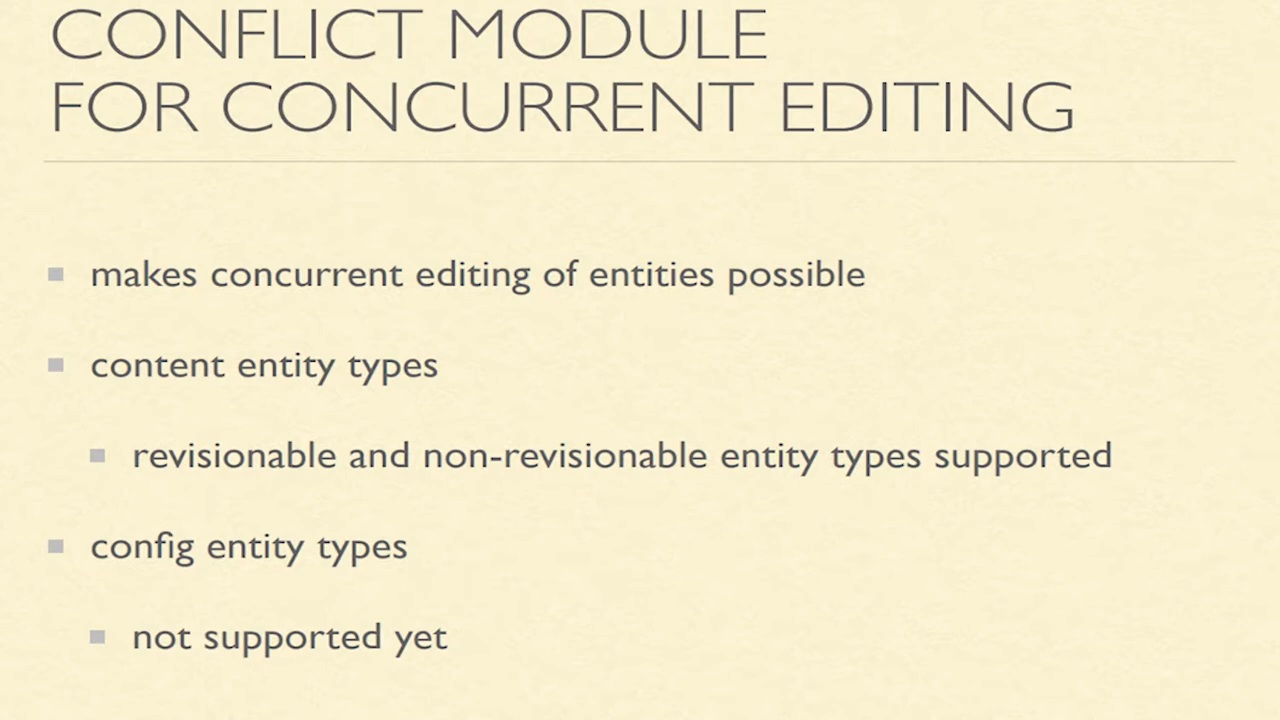 CONFLICT MODULE
FOR CONCURRENT EDITING
makes concurrent editing of entities possible
content entity types
revisionable and non-revisionable entity types supported
config entity types
not supported yet